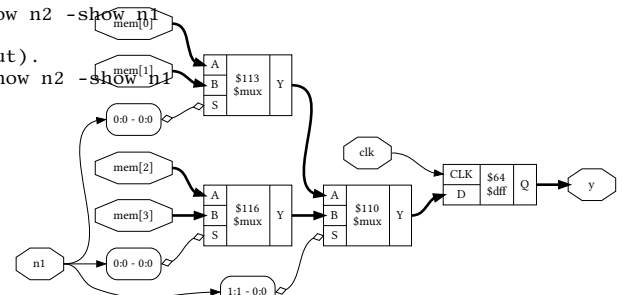 ow n2 -show n1
mem[0]
ut).
mem[1]
how n2 -show n1
A
B
S
$113
$mux
Y
0:0 - 0:0
clk
mem[2]
CLK
D
$64
$dff
Q
y
mem[3]
A
B
S
$116
$mux
Y
A
B
S
$110
$mux
Y
n1
0:0 - 0:0
1:1 - 0:0